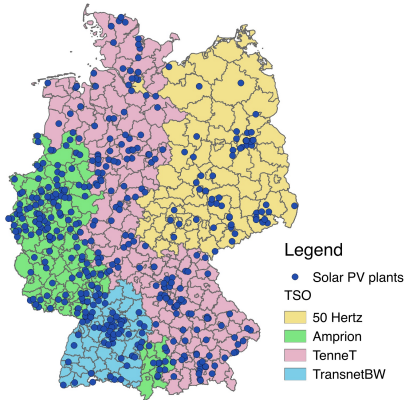 Legend
Solar PV plants
TSO
50 Hertz
Amprion
TenneT
TransnetBW